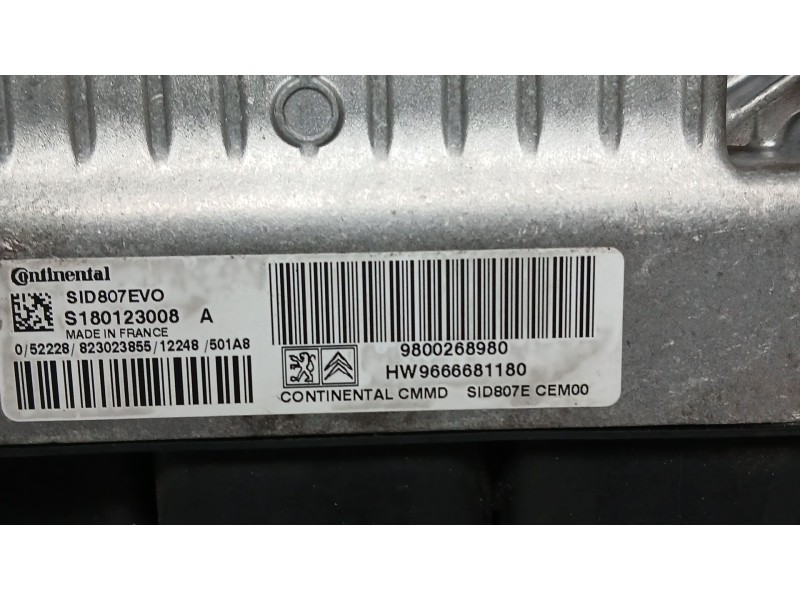 Continental
SID807EVO
S180123008 A
MADE IN FRANCE
0/52228/823023855/12248/501A8
9800268980
HW9666681180
CONTINENTAL CMMD SID807E CEM00